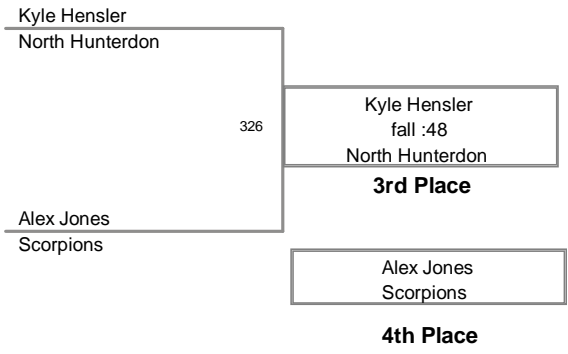 Kyle Hensler
North Hunterdon
326
Kyle Hensler
fall :48
North Hunterdon
3rd Place
Alex Jones
Scorpions
Alex Jones
Scorpions
4th Place